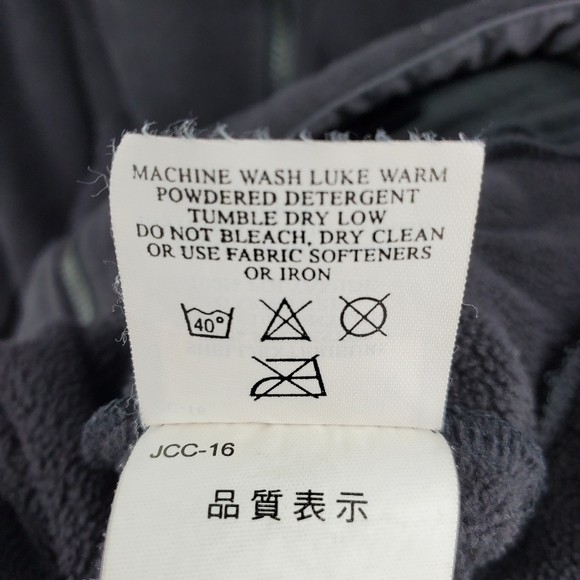 MACHINE WASH LUKE WARM
POWDERED DETERGENT
TUMBLE DRY LOW
DO NOT BLEACH, DRY CLEAN
OR USE FABRIC SOFTENERS
OR IRON
40°
JCC-16
品質表示